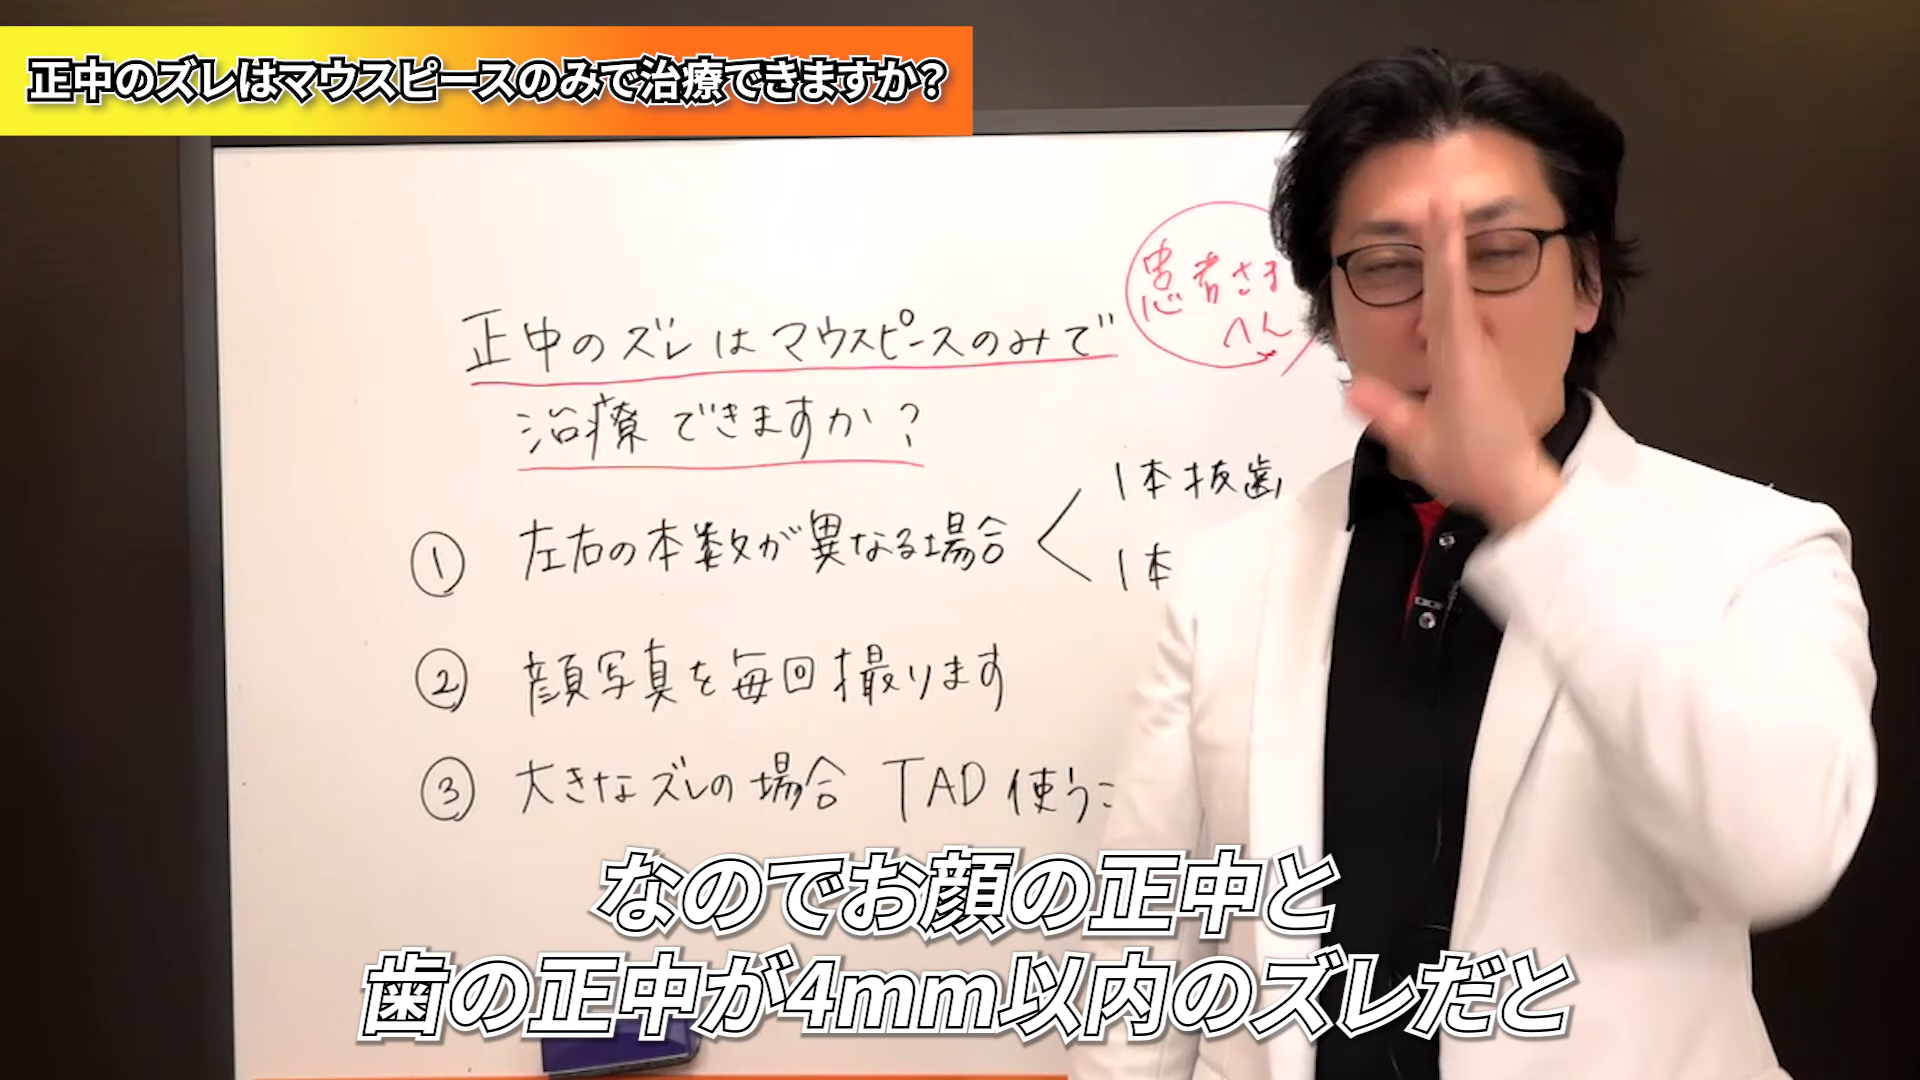 正中のズレはマウスピースのみで治療できますか?
患者さま
へん
正中のズレはマウスピースのみで
治療できますか?
① 左右の本数が異なる場合
1本抜歯
1本
② 顔写真を毎回撮ります
③ 大きなズレの場合 TAD使うこ
なのでお顔の正中と
歯の正中が4mm以内のズレだと